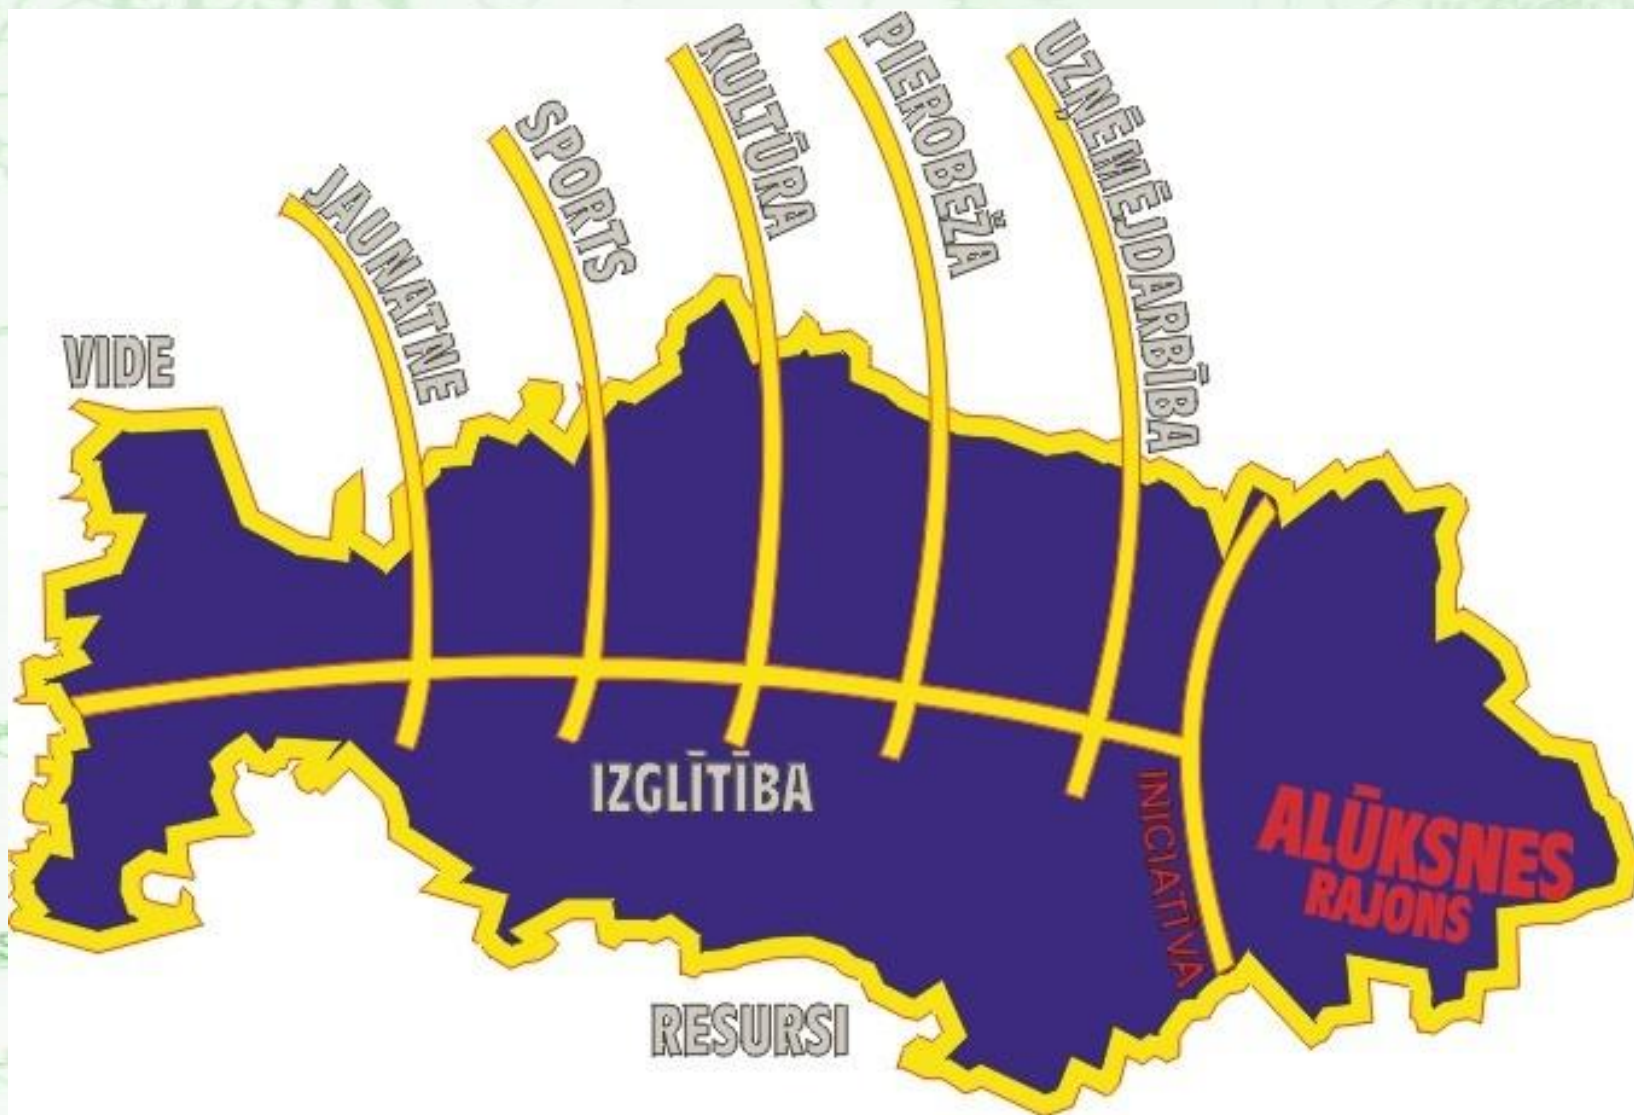 JAUNATNE
SPORTS
KULTŪRA
PIEROBEŽA
UZŅĒMĒJDARBĪBA
VIDE
IZGLĪTĪBA
INICIATĪVA
ALŪKSNES
RAJONS
RESURSI